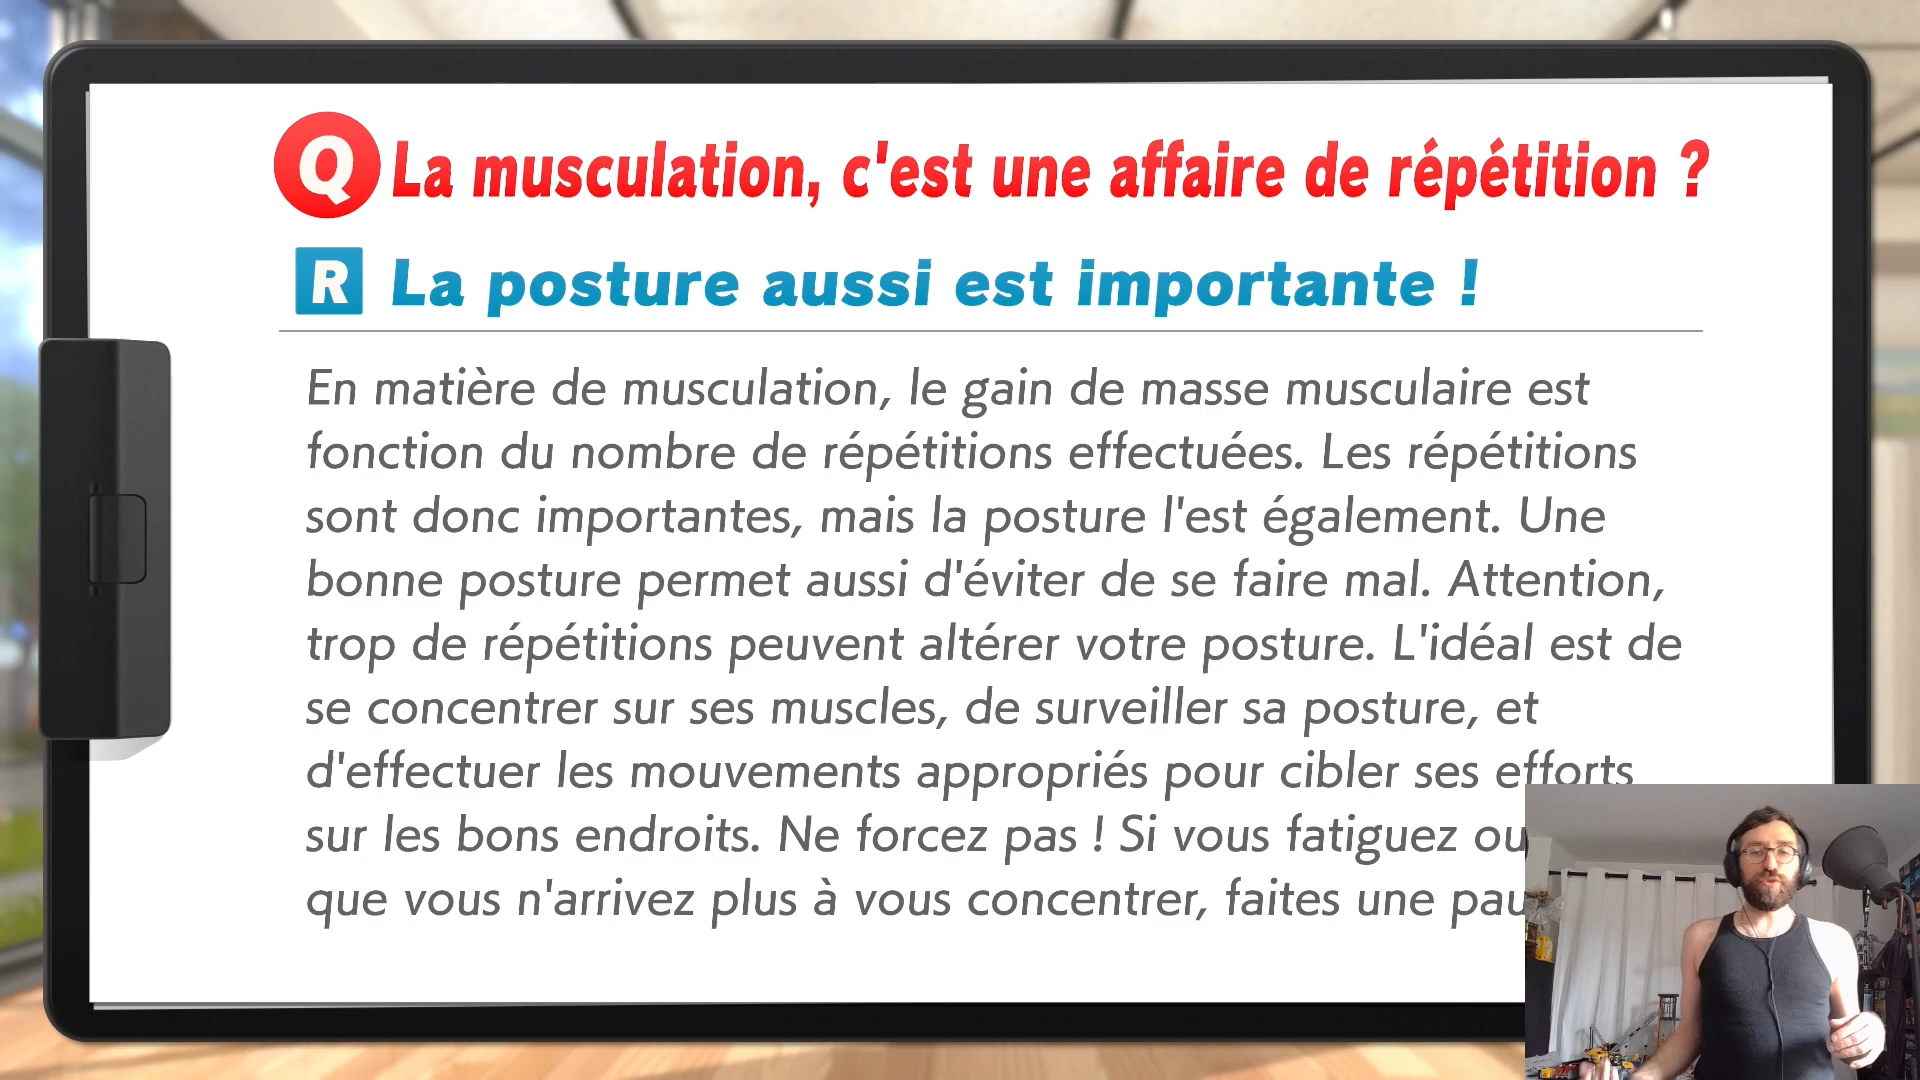 Q La musculation, c'est une affaire de répétition ?
R La posture aussi est importante !
En matière de musculation, le gain de masse musculaire est
fonction du nombre de répétitions effectuées. Les répétitions
sont donc importantes, mais la posture l'est également. Une
bonne posture permet aussi d'éviter de se faire mal. Attention,
trop de répétitions peuvent altérer votre posture. L'idéal est de
se concentrer sur ses muscles, de surveiller sa posture, et
d'effectuer les mouvements appropriés pour cibler ses efforts
sur les bons endroits. Ne forcez pas ! Si vous fatiguez ou
que vous n'arrivez plus à vous concentrer, faites une